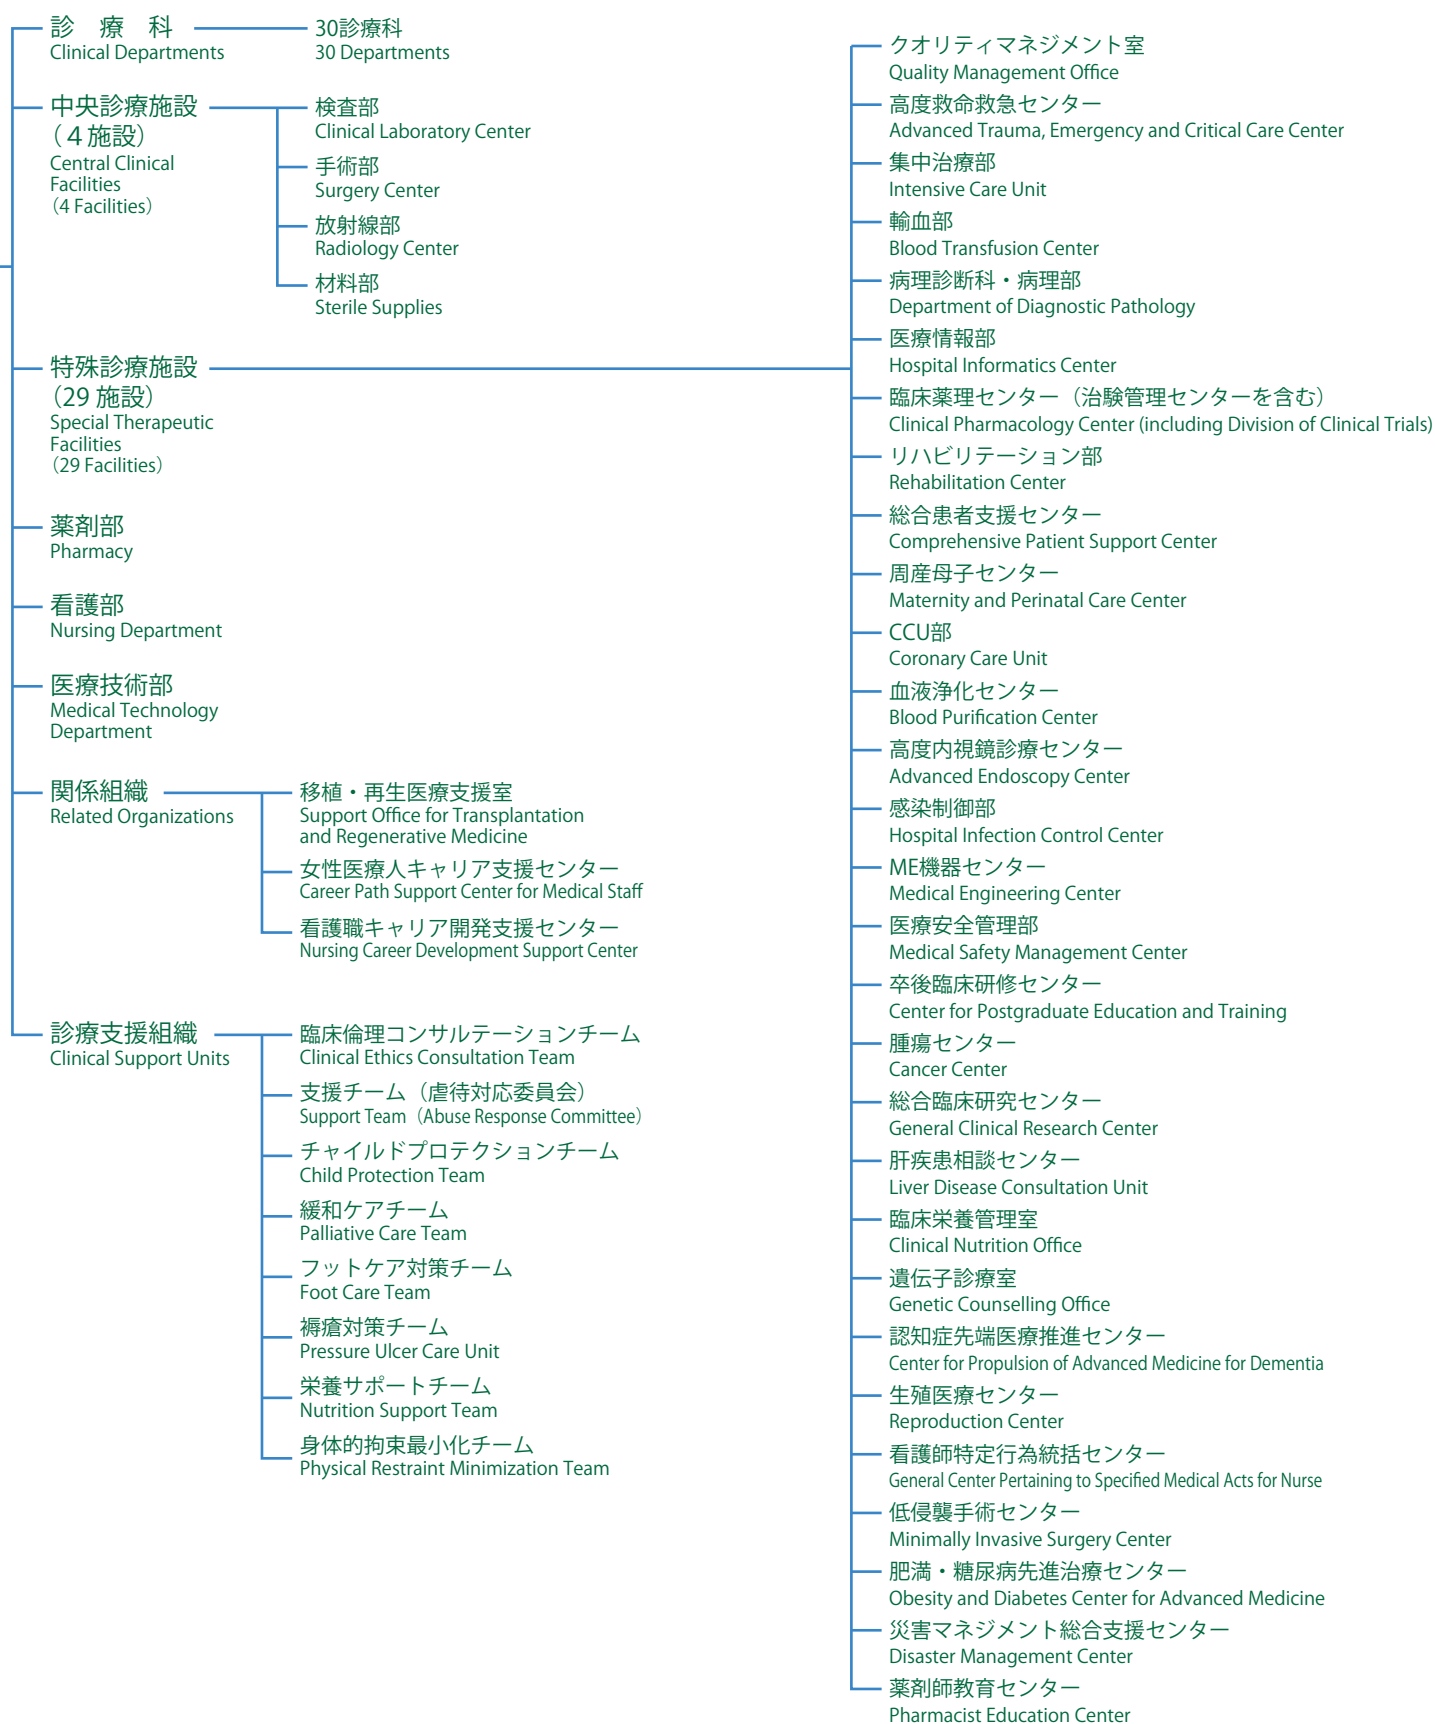 診　療　科
Clinical Departments
30診療科
30 Departments
中央診療施設
（４施設）
Central Clinical
Facilities
（4 Facilities）
検査部
Clinical Laboratory Center
手術部
Surgery Center
放射線部
Radiology Center
材料部
Sterile Supplies
特殊診療施設
（29 施設）
Special Therapeutic
Facilities
（29 Facilities）
薬剤部
Pharmacy
看護部
Nursing Department
医療技術部
Medical Technology
Department
関係組織
Related Organizations
移植・再生医療支援室
Support Office for Transplantation
and Regenerative Medicine
女性医療人キャリア支援センター
Career Path Support Center for Medical Staff
看護職キャリア開発支援センター
Nursing Career Development Support Center
診療支援組織
Clinical Support Units
臨床倫理コンサルテーションチーム
Clinical Ethics Consultation Team
支援チーム（虐待対応委員会）
Support Team（Abuse Response Committee）
チャイルドプロテクションチーム
Child Protection Team
緩和ケアチーム
Palliative Care Team
フットケア対策チーム
Foot Care Team
褥瘡対策チーム
Pressure Ulcer Care Unit
栄養サポートチーム
Nutrition Support Team
身体的拘束最小化チーム
Physical Restraint Minimization Team
クオリティマネジメント室
Quality Management Office
高度救命救急センター
Advanced Trauma, Emergency and Critical Care Center
集中治療部
Intensive Care Unit
輸血部
Blood Transfusion Center
病理診断科・病理部
Department of Diagnostic Pathology
医療情報部
Hospital Informatics Center
臨床薬理センター（治験管理センターを含む）
Clinical Pharmacology Center (including Division of Clinical Trials)
リハビリテーション部
Rehabilitation Center
総合患者支援センター
Comprehensive Patient Support Center
周産母子センター
Maternity and Perinatal Care Center
CCU部
Coronary Care Unit
血液浄化センター
Blood Purification Center
高度内視鏡診療センター
Advanced Endoscopy Center
感染制御部
Hospital Infection Control Center
ME機器センター
Medical Engineering Center
医療安全管理部
Medical Safety Management Center
卒後臨床研修センター
Center for Postgraduate Education and Training
腫瘍センター
Cancer Center
総合臨床研究センター
General Clinical Research Center
肝疾患相談センター
Liver Disease Consultation Unit
臨床栄養管理室
Clinical Nutrition Office
遺伝子診療室
Genetic Counselling Office
認知症先端医療推進センター
Center for Propulsion of Advanced Medicine for Dementia
生殖医療センター
Reproduction Center
看護師特定行為統括センター
General Center Pertaining to Specified Medical Acts for Nurse
低侵襲手術センター
Minimally Invasive Surgery Center
肥満・糖尿病先進治療センター
Obesity and Diabetes Center for Advanced Medicine
災害マネジメント総合支援センター
Disaster Management Center
薬剤師教育センター
Pharmacist Education Center